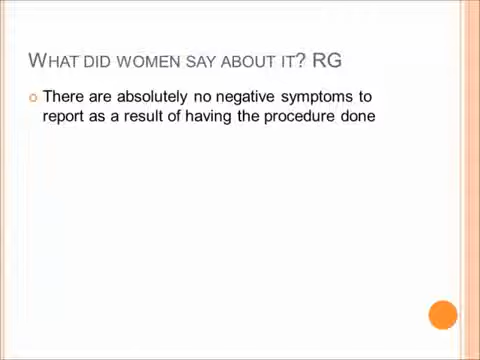 WHAT DID WOMEN SAY ABOUT IT? RG
There are absolutely no negative symptoms to
report as a result of having the procedure done